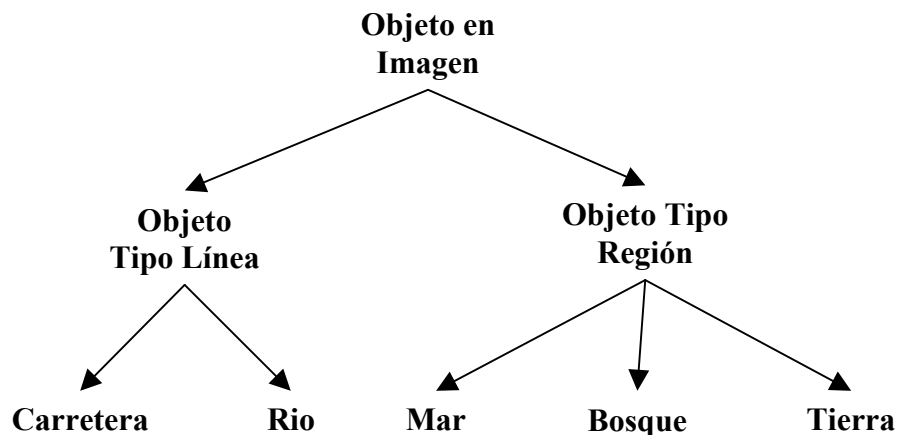 Objeto en
Imagen
Objeto
Tipo Línea
Objeto Tipo
Región
Carretera
Rio
Mar
Bosque
Tierra